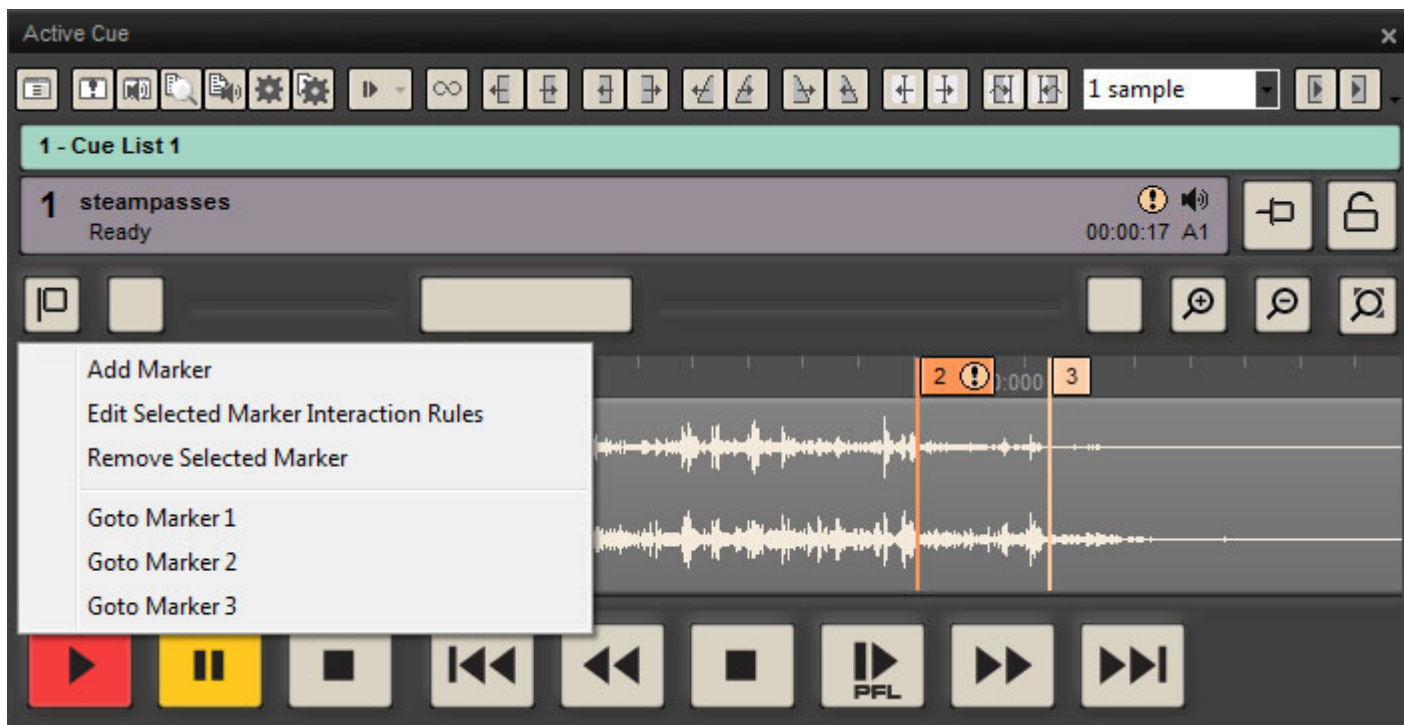 Active Cue
1 sample
1 - Cue List 1
1 steampasses
Ready
00:00:17 A1
Add Marker
Edit Selected Marker Interaction Rules
Remove Selected Marker
Goto Marker 1
Goto Marker 2
Goto Marker 3
2
:000
3
PFL